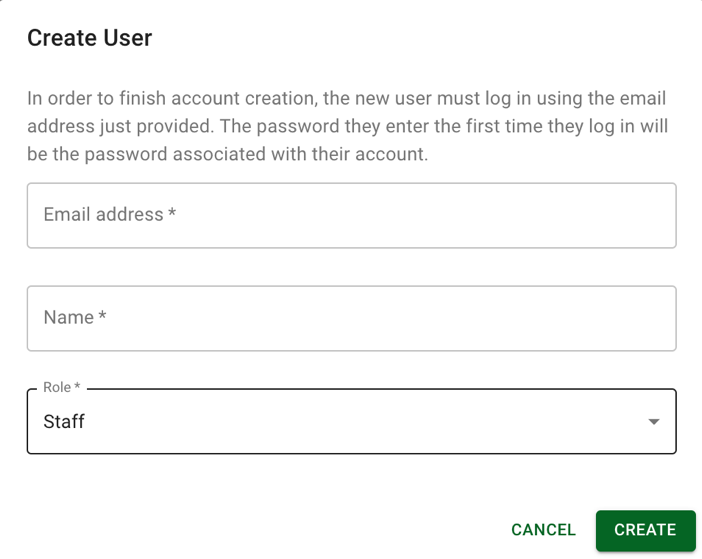 Create User
In order to finish account creation, the new user must log in using the email
address just provided. The password they enter the first time they log in will
be the password associated with their account.
Email address *
Name *
Role *
Staff
CANCEL CREATE